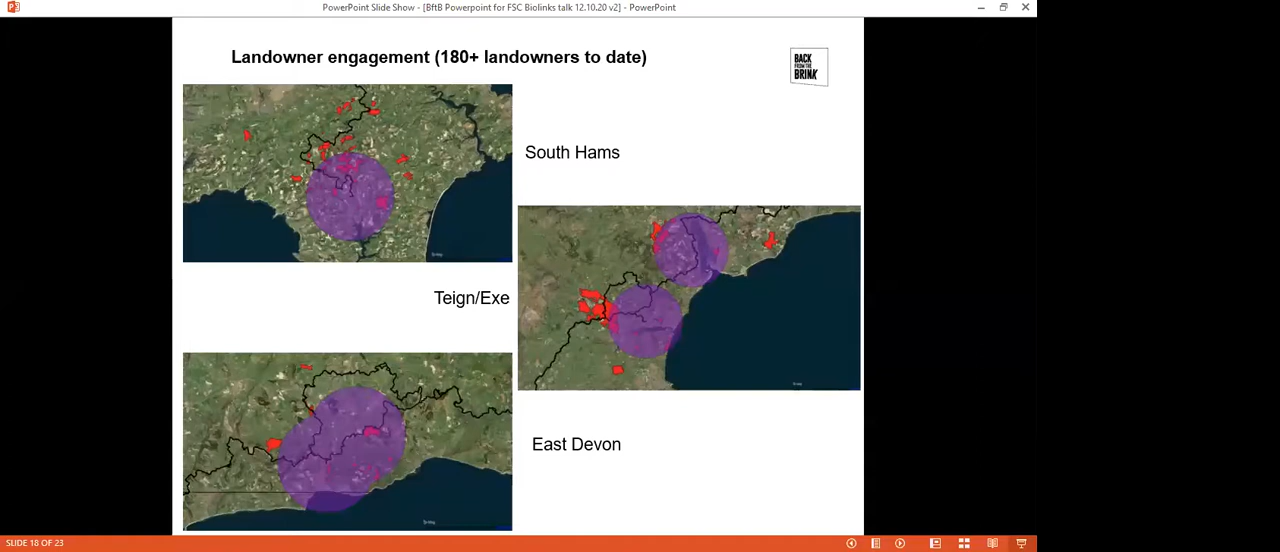 PowerPoint Slide Show - [BftB Powerpoint for FSC Biolinks talk 12.10.20 v2] - PowerPoint
Landowner engagement (180+ landowners to date)
BACK
FROM THE
BRINK
South Hams
Teign/Exe
East Devon
SLIDE 18 OF 23